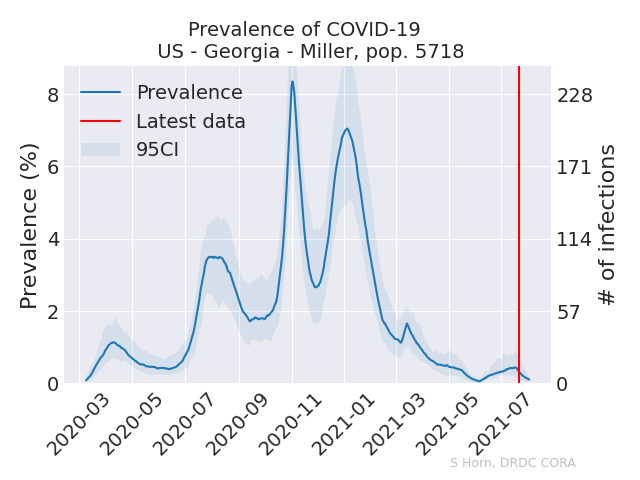 Prevalence of COVID-19
US - Georgia - Miller, pop. 5718
Prevalence
Latest data
95CI
Prevalence (%)
8
6
4
2
0
# of infections
228
171
114
57
0
2020-03
2020-05
2020-07
2020-09
2020-11
2021-01
2021-03
2021-05
2021-07
S Horn, DRDC CORA